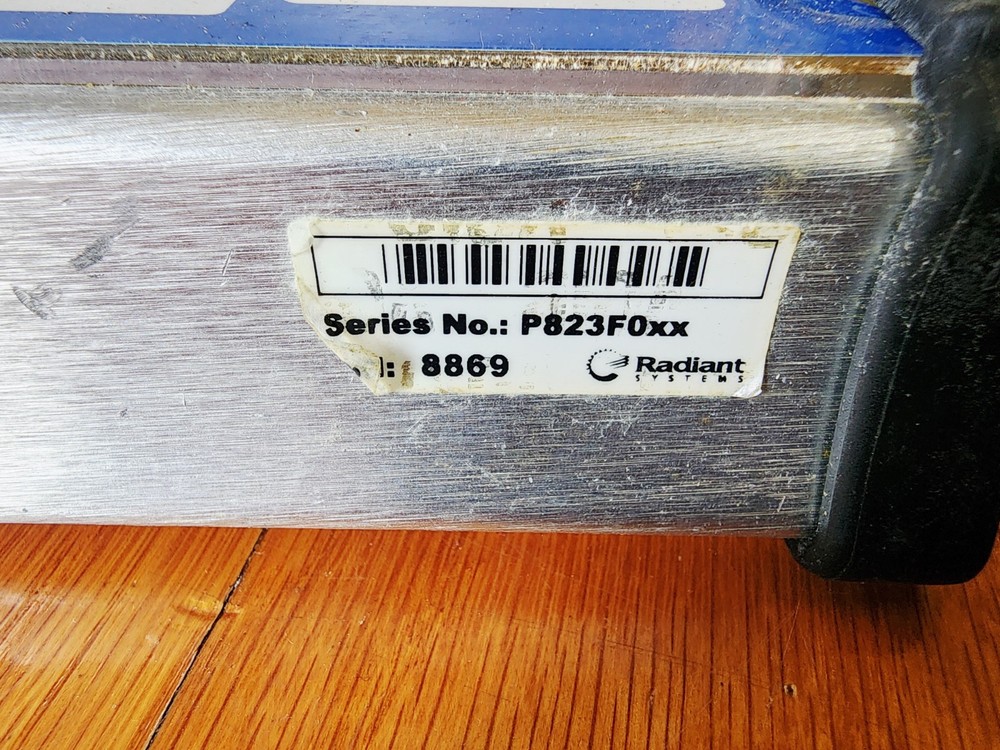 Series No.: P823F0xx
8869
Radiant
SYSTEMS